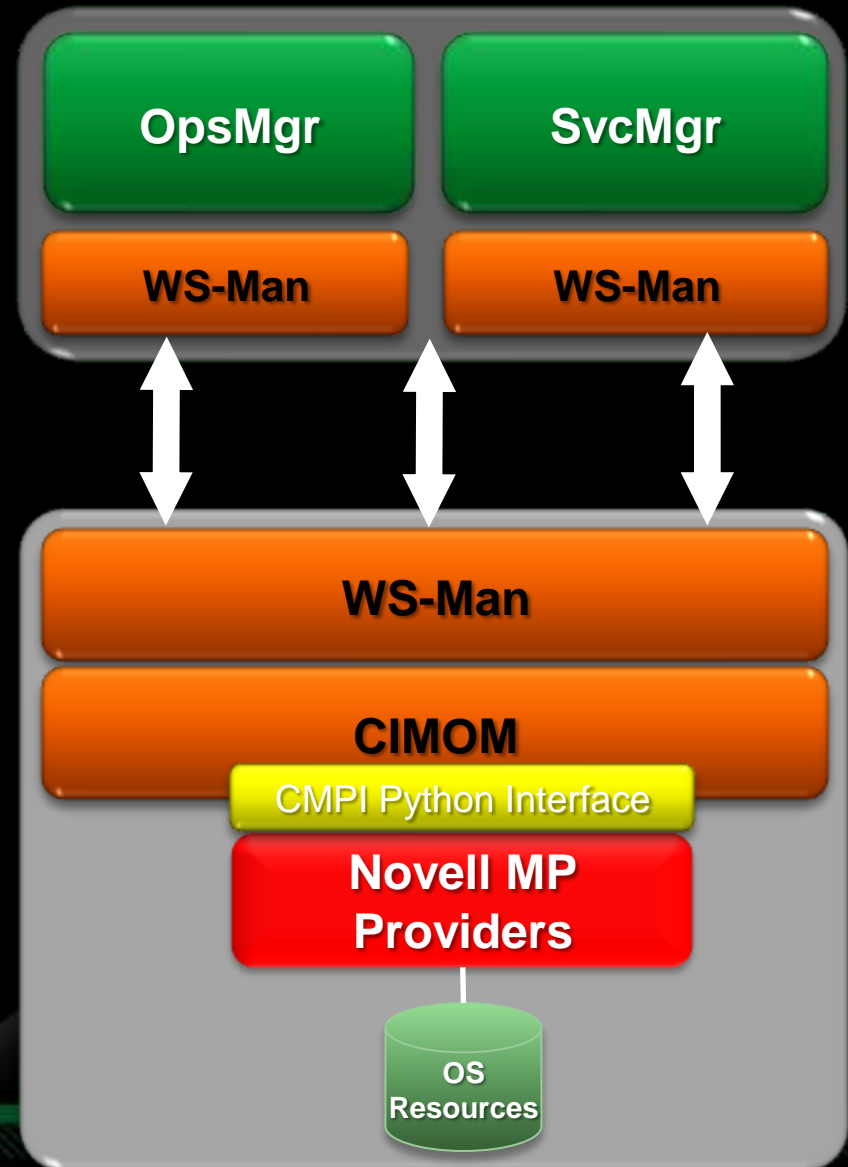 OpsMgr
SvcMgr
WS-Man
WS-Man
WS-Man
CIMOM
CMPI Python Interface
Novell MP
Providers
OS
Resources